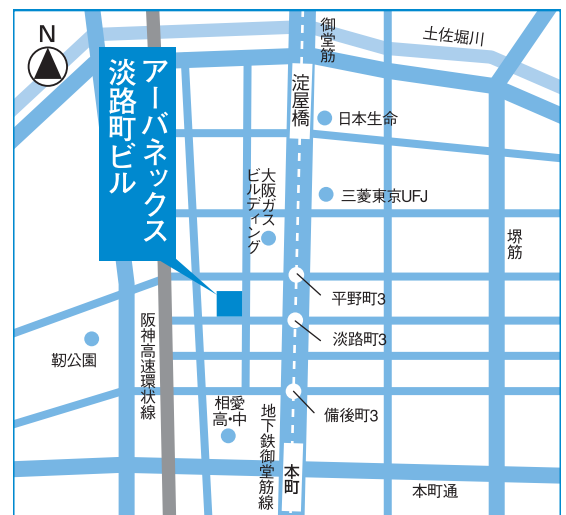 N
御堂筋
土佐堀川
アーバネックス
淡路町ビル
淀屋橋
日本生命
大阪ガス
ビルディング
三菱東京UFJ
堺筋
平野町3
淡路町3
阪神高速環状線
靭公園
相愛
高・中
地下鉄御堂筋線
備後町3
本町
本町通